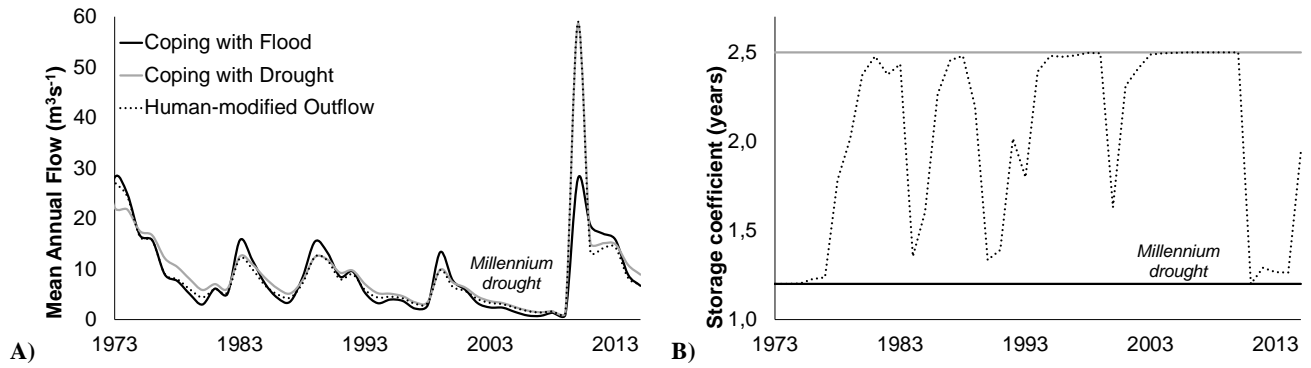 Mean Annual Flow (m³s⁻¹)
60
50
40
30
20
10
0
Coping with Flood
Coping with Drought
Human-modified Outflow
Millennium
drought
1973
1983
1993
2003
2013
A)
Storage coefficient (years)
2,5
2,0
1,5
1,0
Millennium
drought
1973
1983
1993
2003
2013
B)